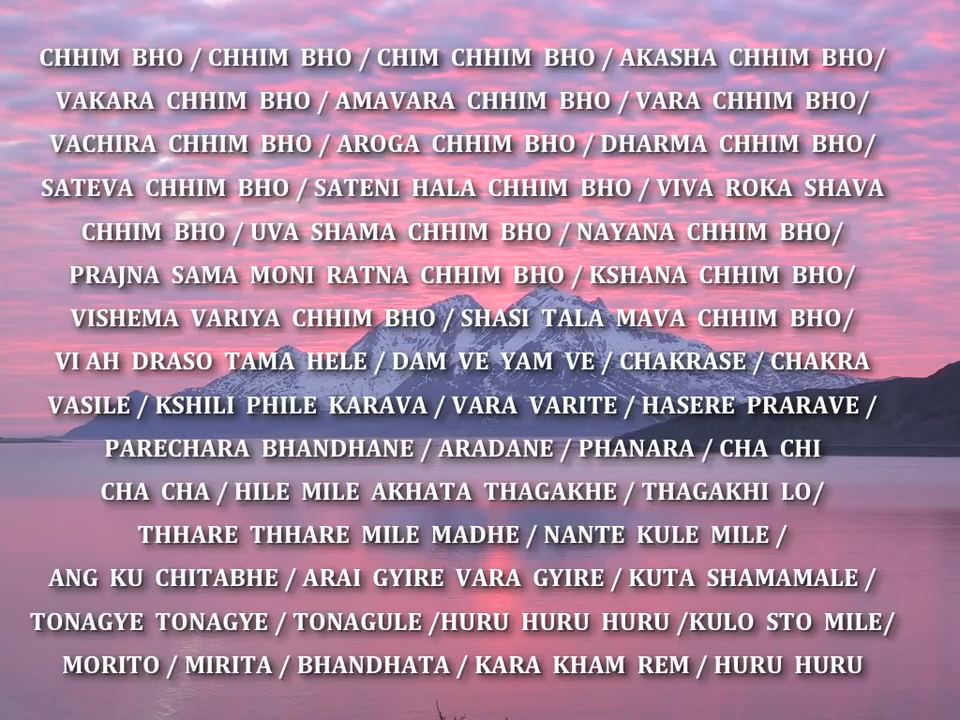 CHHIM BHO / CHHIM BHO / CHIM CHHIM BHO / AKASHA CHHIM BHO/
VAKARA CHHIM BHO / AMAVARA CHHIM BHO / VARA CHHIM BHO/
VACHIRA CHHIM BHO / AROGA CHHIM BHO / DHARMA CHHIM BHO/
SATEVA CHHIM BHO / SATENI HALA CHHIM BHO / VIVA ROKA SHAVA
CHHIM BHO / UVA SHAMA CHHIM BHO / NAYANA CHHIM BHO/
PRAJNA SAMA MONI RATNA CHHIM BHO / KSHANA CHHIM BHO/
VISHEMA VARIYA CHHIM BHO / SHASI TALA MAVA CHHIM BHO/
VI AH DRASO TAMA HELE / DAM VE YAM VE / CHAKRASE / CHAKRA
VASILE / KSHILI PHILE KARAVA / VARA VARITE / HASERE PRARAVE /
PARECHARA BHANDHANE / ARADANE / PHANARA / CHA CHI
CHA CHA / HILE MILE AKHATA THAGAKHE / THAGAKHI LO/
THHARE THHARE MILE MADHE / NANTE KULE MILE /
ANG KU CHITABHE / ARAI GYIRE VARA GYIRE / KUTA SHAMAMALE /
TONAGYE TONAGYE / TONAGULE /HURU HURU HURU /KULO STO MILE/
MORITO / MIRITA / BHANDHATA / KARA KHAM REM / HURU HURU